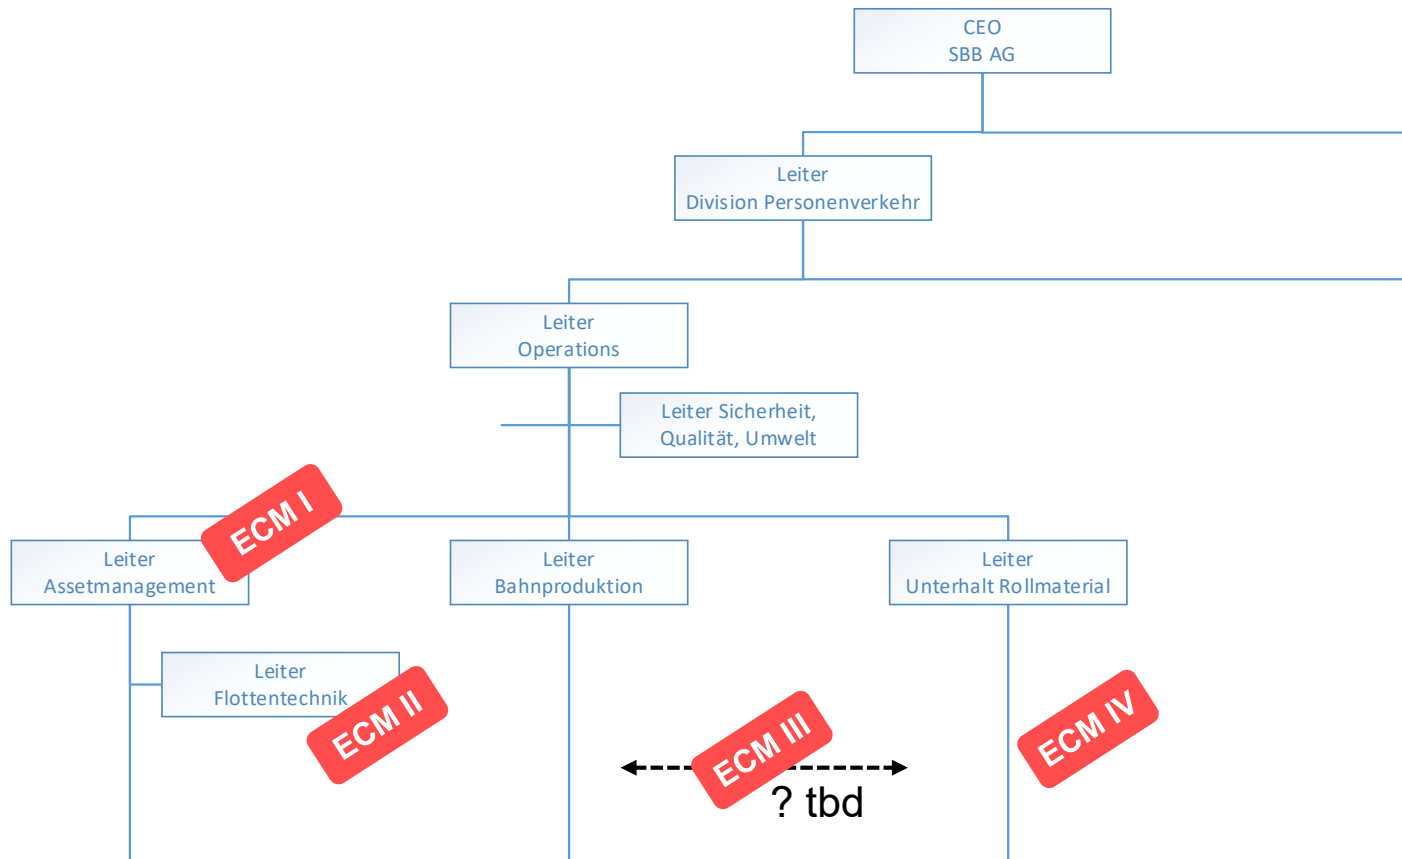 CEO
SBB AG
Leiter
Division Personenverkehr
Leiter
Operations
Leiter Sicherheit,
Qualität, Umwelt
ECM I
Leiter
Assetmanagement
Leiter
Bahnproduktion
Leiter
Unterhalt Rollmaterial
Leiter
Flottentechnik
ECM II
ECM III
ECM IV
? tbd